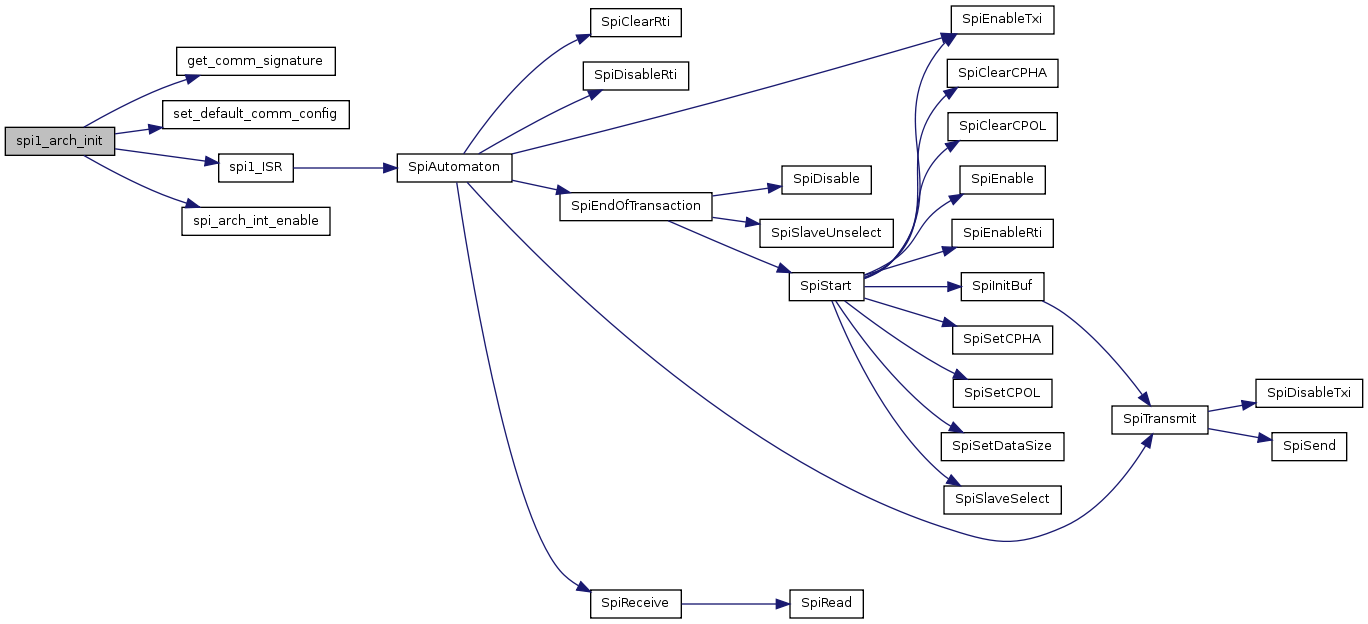 spi1_arch_init
get_comm_signature
set_default_comm_config
spi1_ISR
spi_arch_int_enable
SpiAutomaton
SpiClearRti
SpiDisableRti
SpiEndOfTransaction
SpiReceive
SpiDisable
SpiSlaveUnselect
SpiStart
SpiRead
SpiEnableTxi
SpiClearCPHA
SpiClearCPOL
SpiEnable
SpiEnableRti
SpiInitBuf
SpiSetCPHA
SpiSetCPOL
SpiSetDataSize
SpiSlaveSelect
SpiTransmit
SpiDisableTxi
SpiSend